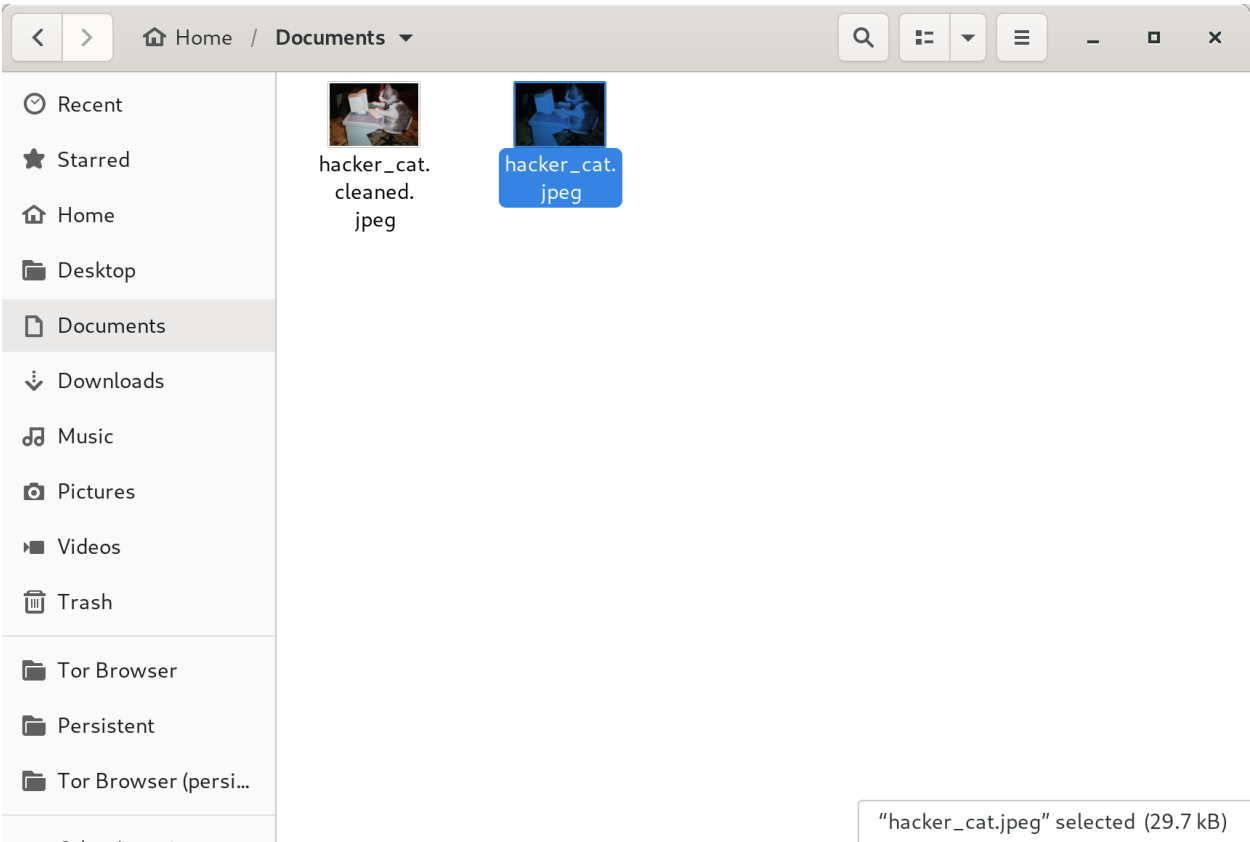 Home / Documents
Recent
Starred
Home
Desktop
Documents
Downloads
Music
Pictures
Videos
Trash
Tor Browser
Persistent
Tor Browser (persi…
hacker_cat.
cleaned.
jpeg
hacker_cat.
jpeg
“hacker_cat.jpeg” selected (29.7 kB)